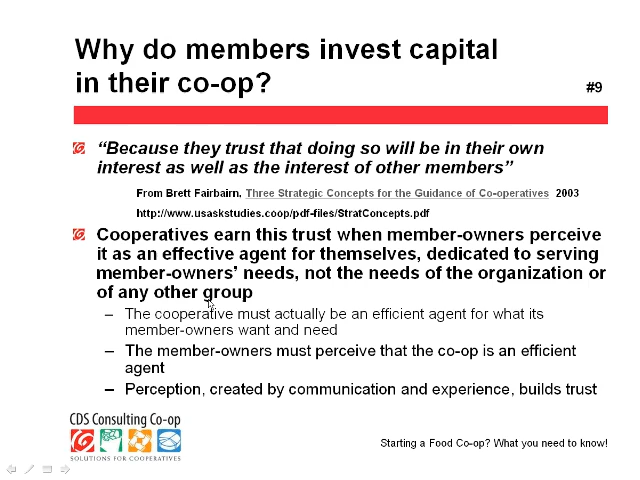 Why do members invest capital
in their co-op?
#9
“Because they trust that doing so will be in their own
interest as well as the interest of other members”
From Brett Fairbairn, Three Strategic Concepts for the Guidance of Co-operatives 2003
http://www.usaskstudies.coop/pdf-files/StratConcepts.pdf
Cooperatives earn this trust when member-owners perceive
it as an effective agent for themselves, dedicated to serving
member-owners’ needs, not the needs of the organization or
of any other group
– The cooperative must actually be an efficient agent for what its
member-owners want and need
– The member-owners must perceive that the co-op is an efficient
agent
– Perception, created by communication and experience, builds trust
CDS Consulting Co-op
SOLUTIONS FOR COOPERATIVES
Starting a Food Co-op? What you need to know!